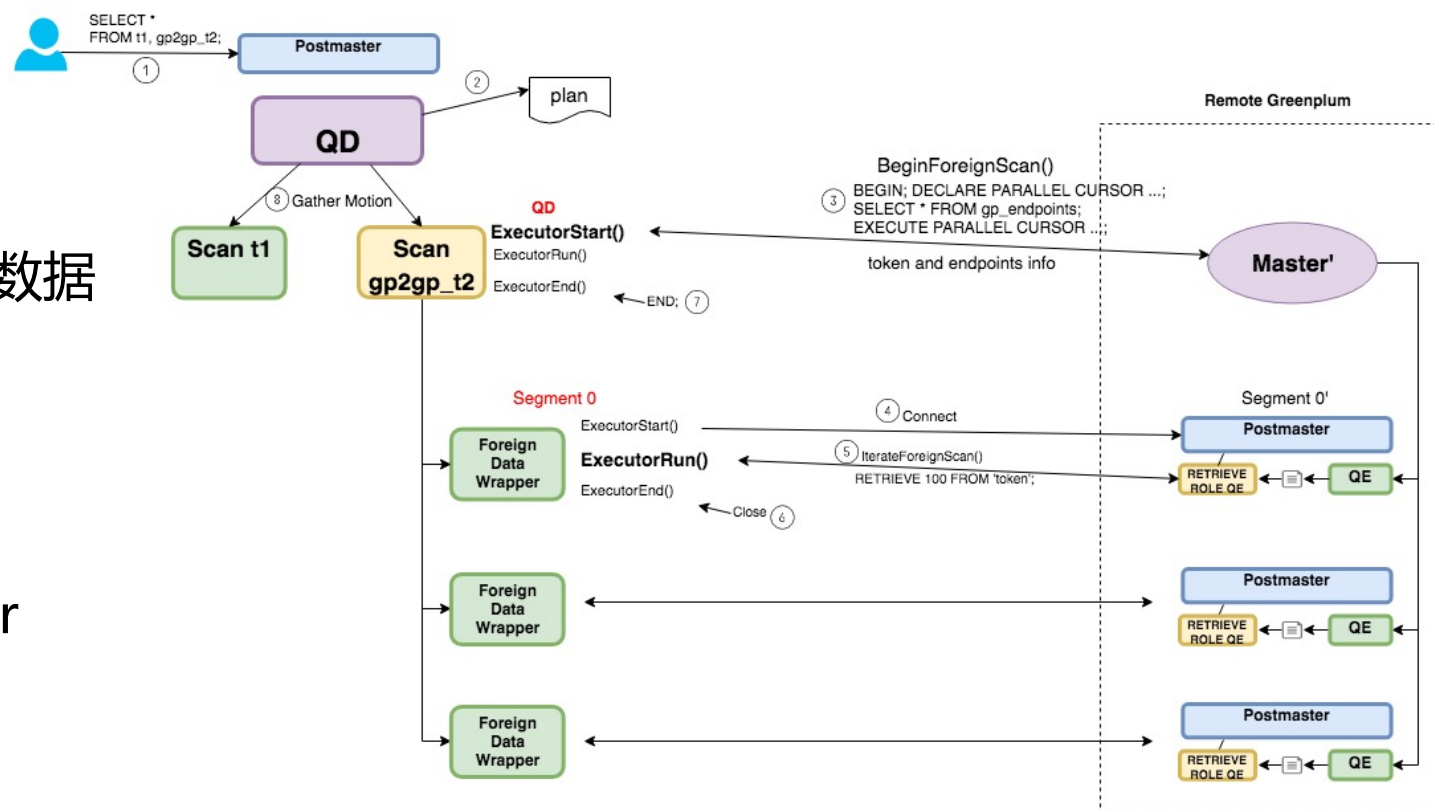 SELECT *
FROM t1, gp2gp_t2;
1
Postmaster
2
plan
QD
Remote Greenplum
8 Gather Motion
BeginForeignScan()
3 BEGIN; DECLARE PARALLEL CURSOR ...;
SELECT * FROM gp_endpoints;
EXECUTE PARALLEL CURSOR ...;
token and endpoints info
Scan t1
Scan
gp2gp_t2
QD
ExecutorStart()
ExecutorRun()
ExecutorEnd()
END; 7
Master'
数据
Segment 0
ExecutorStart()
ExecutorRun()
ExecutorEnd()
Foreign
Data
Wrapper
4 Connect
5 IterateForeignScan()
RETRIEVE 100 FROM 'token';
Close 6
Segment 0'
Postmaster
RETRIEVE
ROLE QE
QE
r
Foreign
Data
Wrapper
Postmaster
RETRIEVE
ROLE QE
QE
Foreign
Data
Wrapper
Postmaster
RETRIEVE
ROLE QE
QE